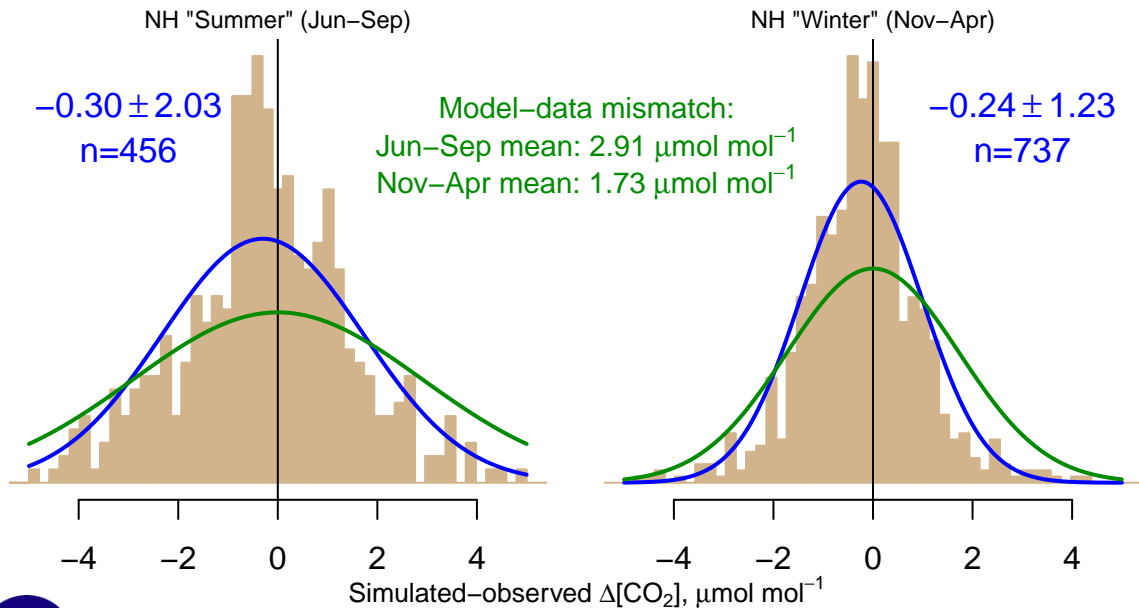 NH "Summer" (Jun−Sep)
NH "Winter" (Nov−Apr)
−0.30 ± 2.03
n=456
Model−data mismatch:
Jun−Sep mean: 2.91 μmol mol⁻¹
Nov−Apr mean: 1.73 μmol mol⁻¹
−0.24 ± 1.23
n=737
−4 −2 0 2 4
−4 −2 0 2 4
Simulated−observed Δ[CO₂], μmol mol⁻¹